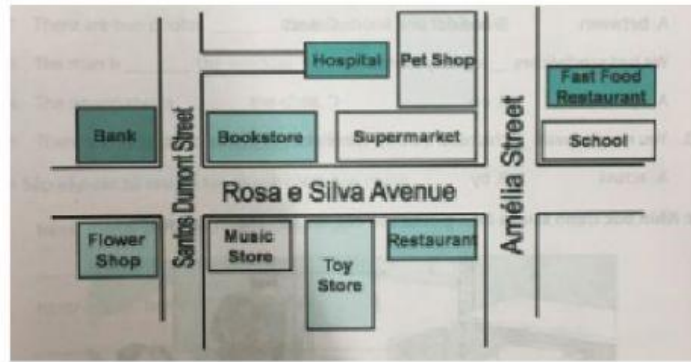 Hospital
Pet Shop
Fast Food
Restaurant
Bank
Santos Dumont Street
Bookstore
Supermarket
Amélia Street
School
Rosa e Silva Avenue
Flower
Shop
Music
Store
Toy
Store
Restaurant